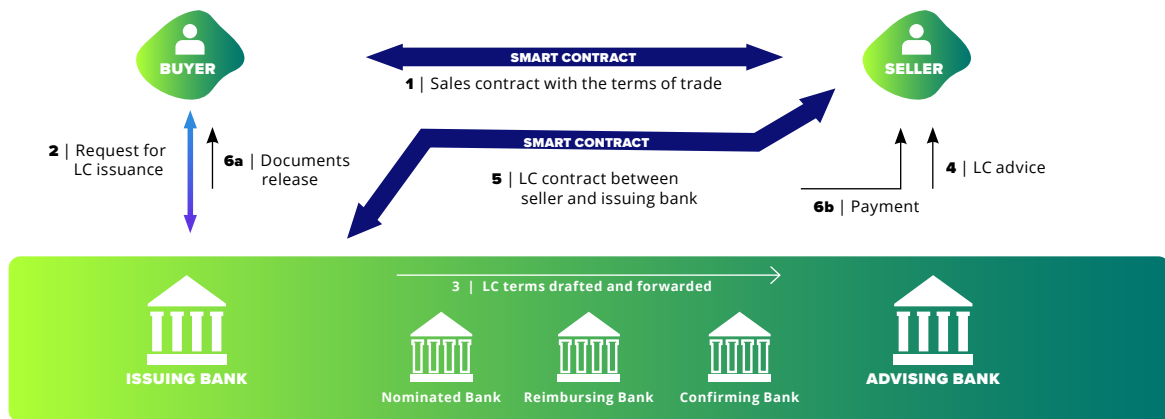 BUYER
SMART CONTRACT
SELLER
1 | Sales contract with the terms of trade
2 | Request for
LC issuance
6a | Documents
release
SMART CONTRACT
5 | LC contract between
seller and issuing bank
4 | LC advice
6b | Payment
3 | LC terms drafted and forwarded
ISSUING BANK
Nominated Bank
Reimbursing Bank
Confirming Bank
ADVISING BANK